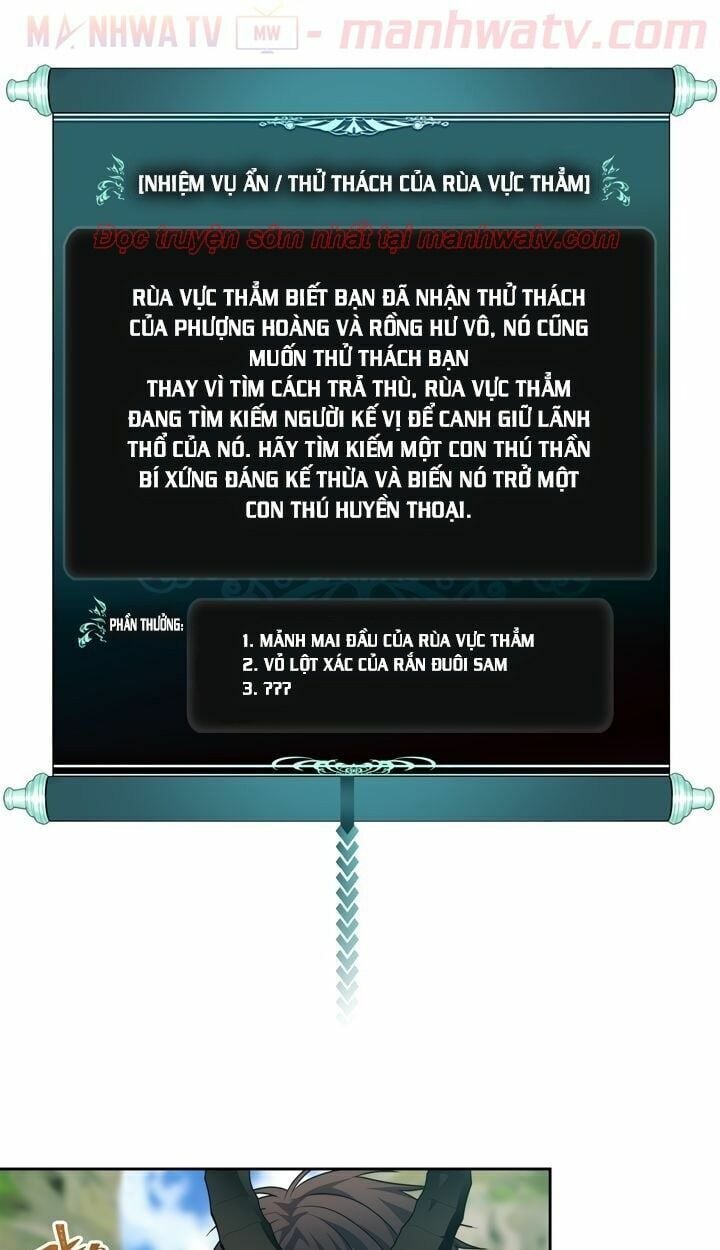 MANHWA TV MW - manhwatv.com
[NHIỆM VỤ ẨN / THỬ THÁCH CỦA RÙA VỰC THẲM]
Đọc truyện sớm nhất tại manhwatv.com
RÙA VỰC THẲM BIẾT BẠN ĐÃ NHẬN THỬ THÁCH
CỦA PHƯỢNG HOÀNG VÀ RỒNG HƯ VÔ, NÓ CŨNG
MUỐN THỬ THÁCH BẠN
THAY VÌ TÌM CÁCH TRẢ THÙ, RÙA VỰC THẲM
ĐANG TÌM KIẾM NGƯỜI KẾ VỊ ĐỂ CANH GIỮ LÃNH
THỔ CỦA NÓ. HÃY TÌM KIẾM MỘT CON THÚ THẦN
BÍ XỨNG ĐÁNG KẾ THỪA VÀ BIẾN NÓ TRỞ MỘT
CON THÚ HUYỀN THOẠI.
PHẦN THƯỞNG:
1. MẢNH MAI ĐẦU CỦA RÙA VỰC THẲM
2. VỎ LỘT XÁC CỦA RẮN ĐUÔI SAM
3. ???